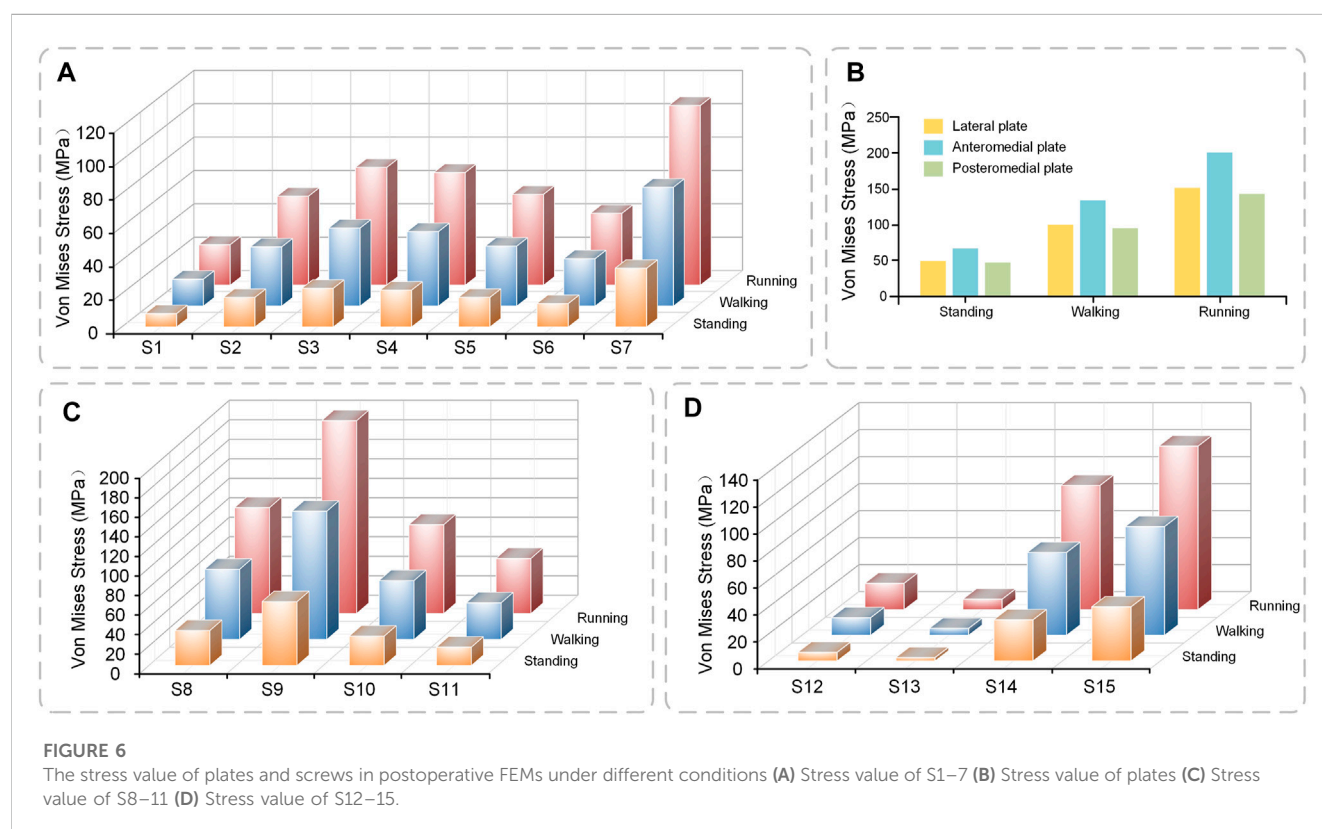 A
Von Mises Stress (MPa）
120
100
80
60
40
20
0
S1 S2 S3 S4 S5 S6 S7
Running
Walking
Standing
B
Von Mises Stress (MPa）
250
200
150
100
50
0
Lateral plate
Anteromedial plate
Posteromedial plate
Standing Walking Running
C
Von Mises Stress (MPa）
200
180
160
140
120
100
80
60
40
20
0
S8 S9 S10 S11
Running
Walking
Standing
D
Von Mises Stress (MPa）
140
120
100
80
60
40
20
0
S12 S13 S14 S15
Running
Walking
Standing
FIGURE 6
The stress value of plates and screws in postoperative FEMs under different conditions (A) Stress value of S1–7 (B) Stress value of plates (C) Stress
value of S8–11 (D) Stress value of S12–15.